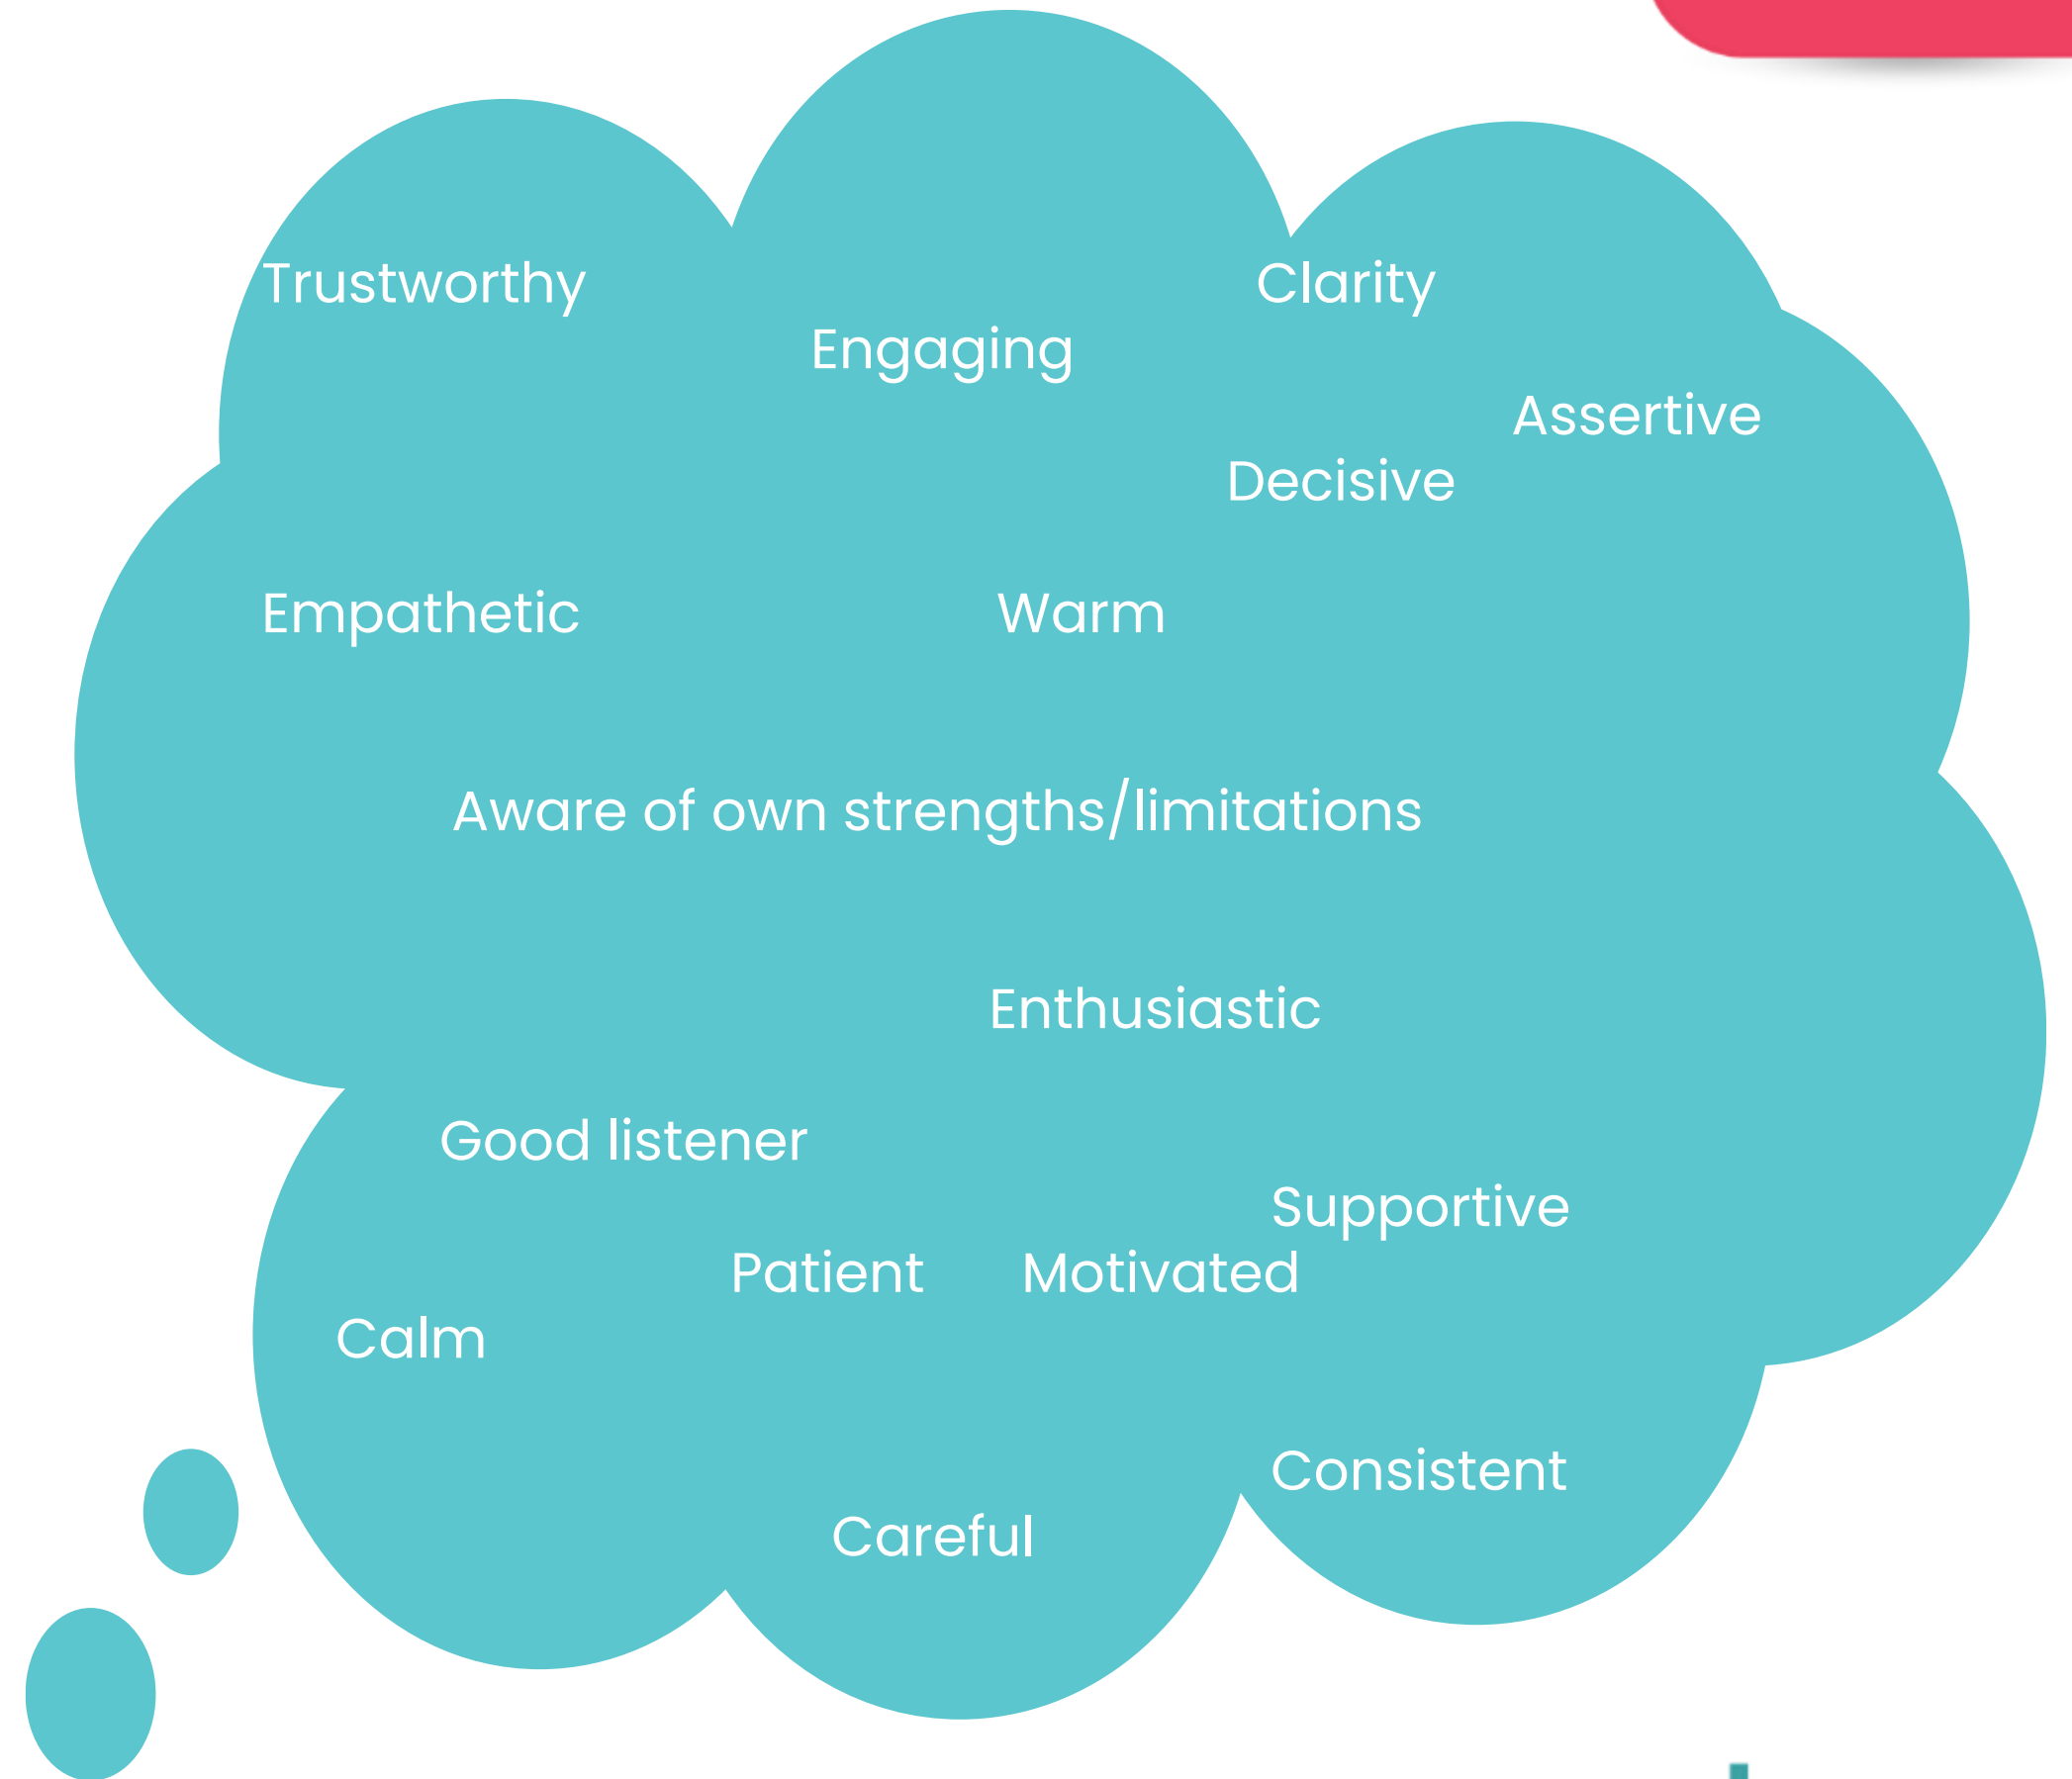 Trustworthy
Clarity
Engaging
Assertive
Decisive
Empathetic
Warm
Aware of own strengths/limitations
Enthusiastic
Good listener
Supportive
Patient
Motivated
Calm
Consistent
Careful